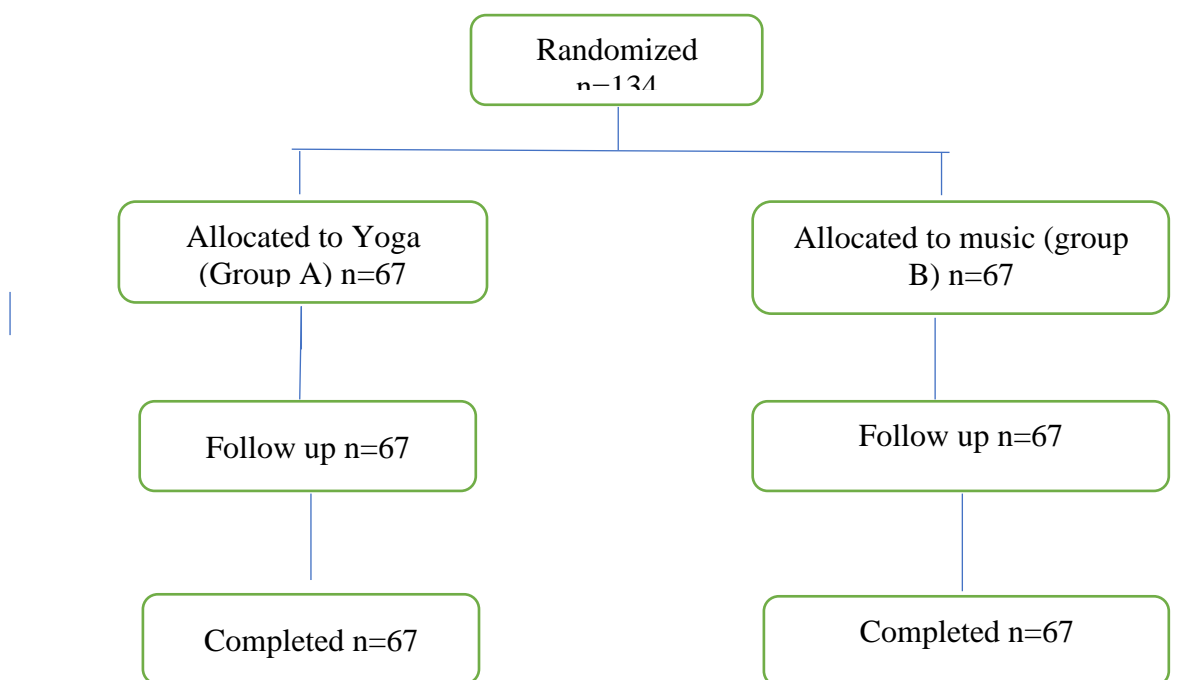 Randomized
n=134
Allocated to Yoga
(Group A) n=67
Allocated to music (group
B) n=67
Follow up n=67
Follow up n=67
Completed n=67
Completed n=67